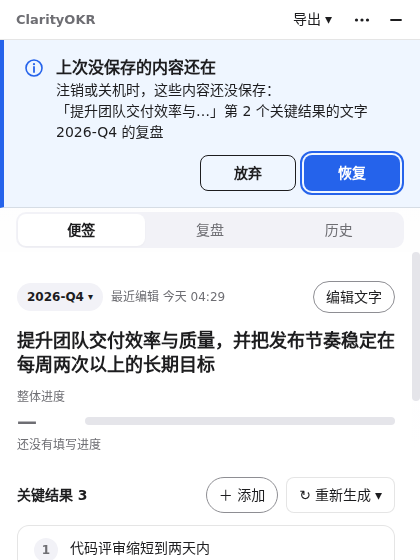 ClarityOKR
导出 ▾
上次没保存的内容还在
注销或关机时，这些内容还没保存：
「提升团队交付效率与…」第 2 个关键结果的文字
2026-Q4 的复盘
放弃
恢复
便签
复盘
历史
2026-Q4 ▾
最近编辑 今天 04:29
编辑文字
提升团队交付效率与质量，并把发布节奏稳定在
每周两次以上的长期目标
整体进度
—
还没有填写进度
关键结果 3
＋ 添加
↻ 重新生成 ▾
1
代码评审缩短到两天内